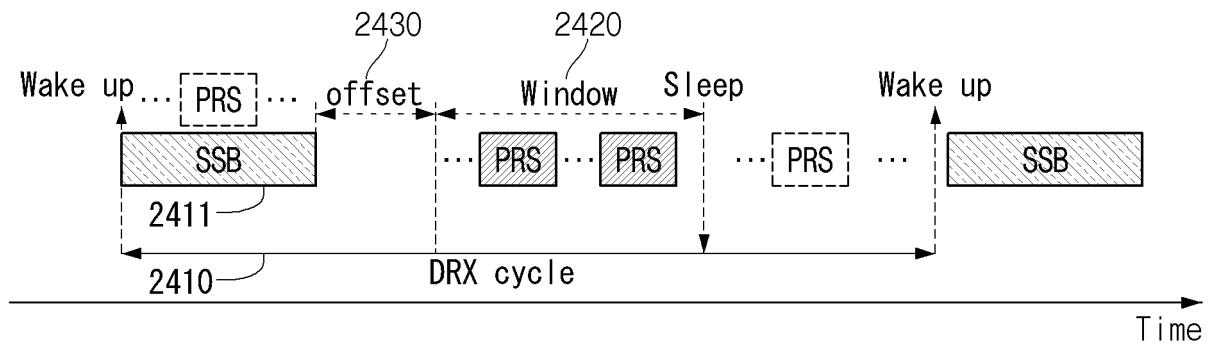 2430
2420
Wake up
... PRS ...
offset
Window
Sleep
Wake up
SSB
... PRS ... PRS
... PRS ...
SSB
2411
2410
DRX cycle
Time